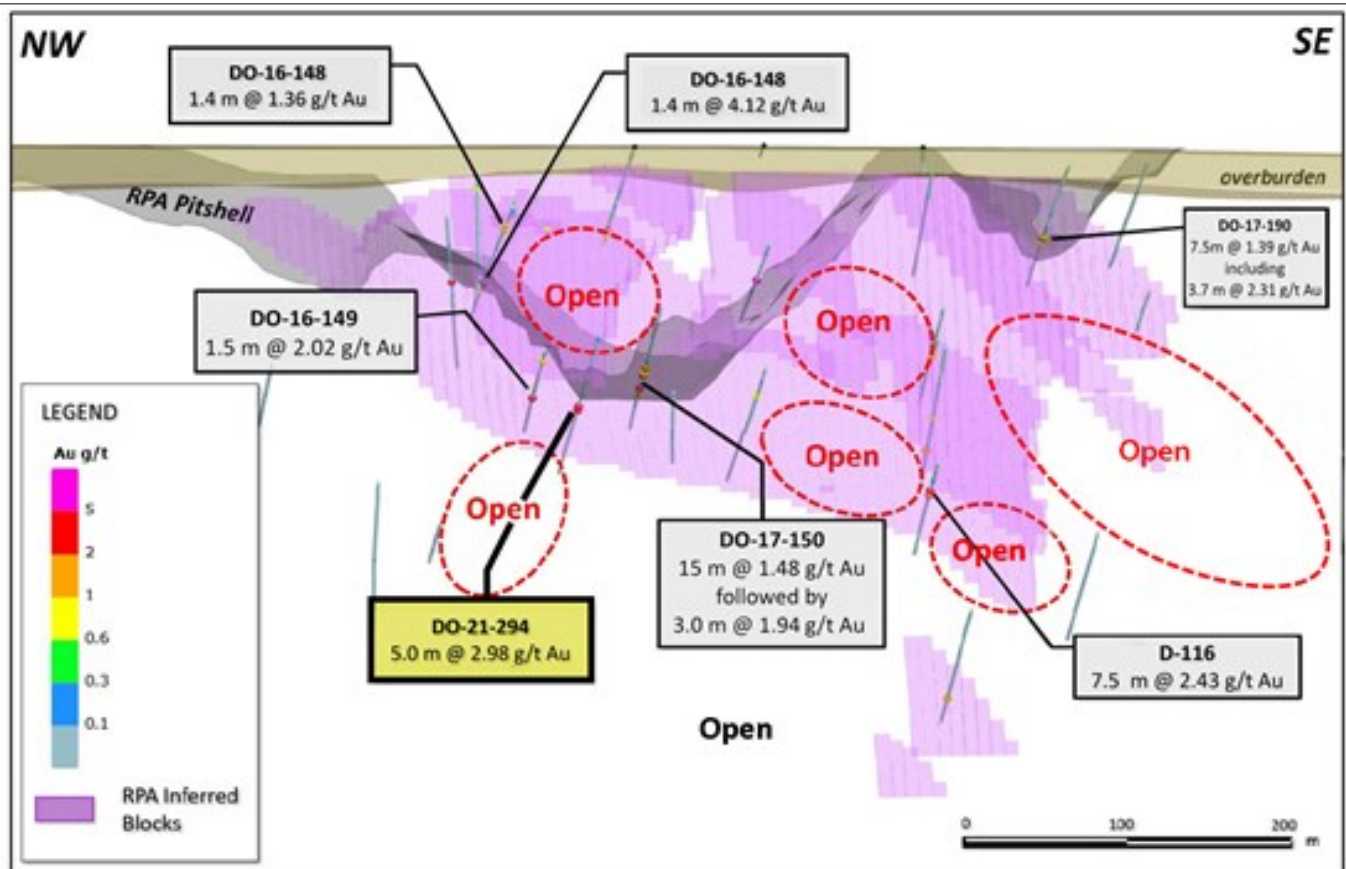 NW
SE
DO-16-148
1.4 m @ 1.36 g/t Au
DO-16-148
1.4 m @ 4.12 g/t Au
overburden
RPA Pitshell
DO-17-190
7.5m @ 1.39 g/t Au
including
3.7 m @ 2.31 g/t Au
Open
Open
DO-16-149
1.5 m @ 2.02 g/t Au
Open
Open
Open
Open
DO-17-150
15 m @ 1.48 g/t Au
followed by
3.0 m @ 1.94 g/t Au
DO-21-294
5.0 m @ 2.98 g/t Au
D-116
7.5 m @ 2.43 g/t Au
Open
LEGEND
Au g/t
5
2
1
0.6
0.3
0.1
RPA Inferred
Blocks
0 100 200
m